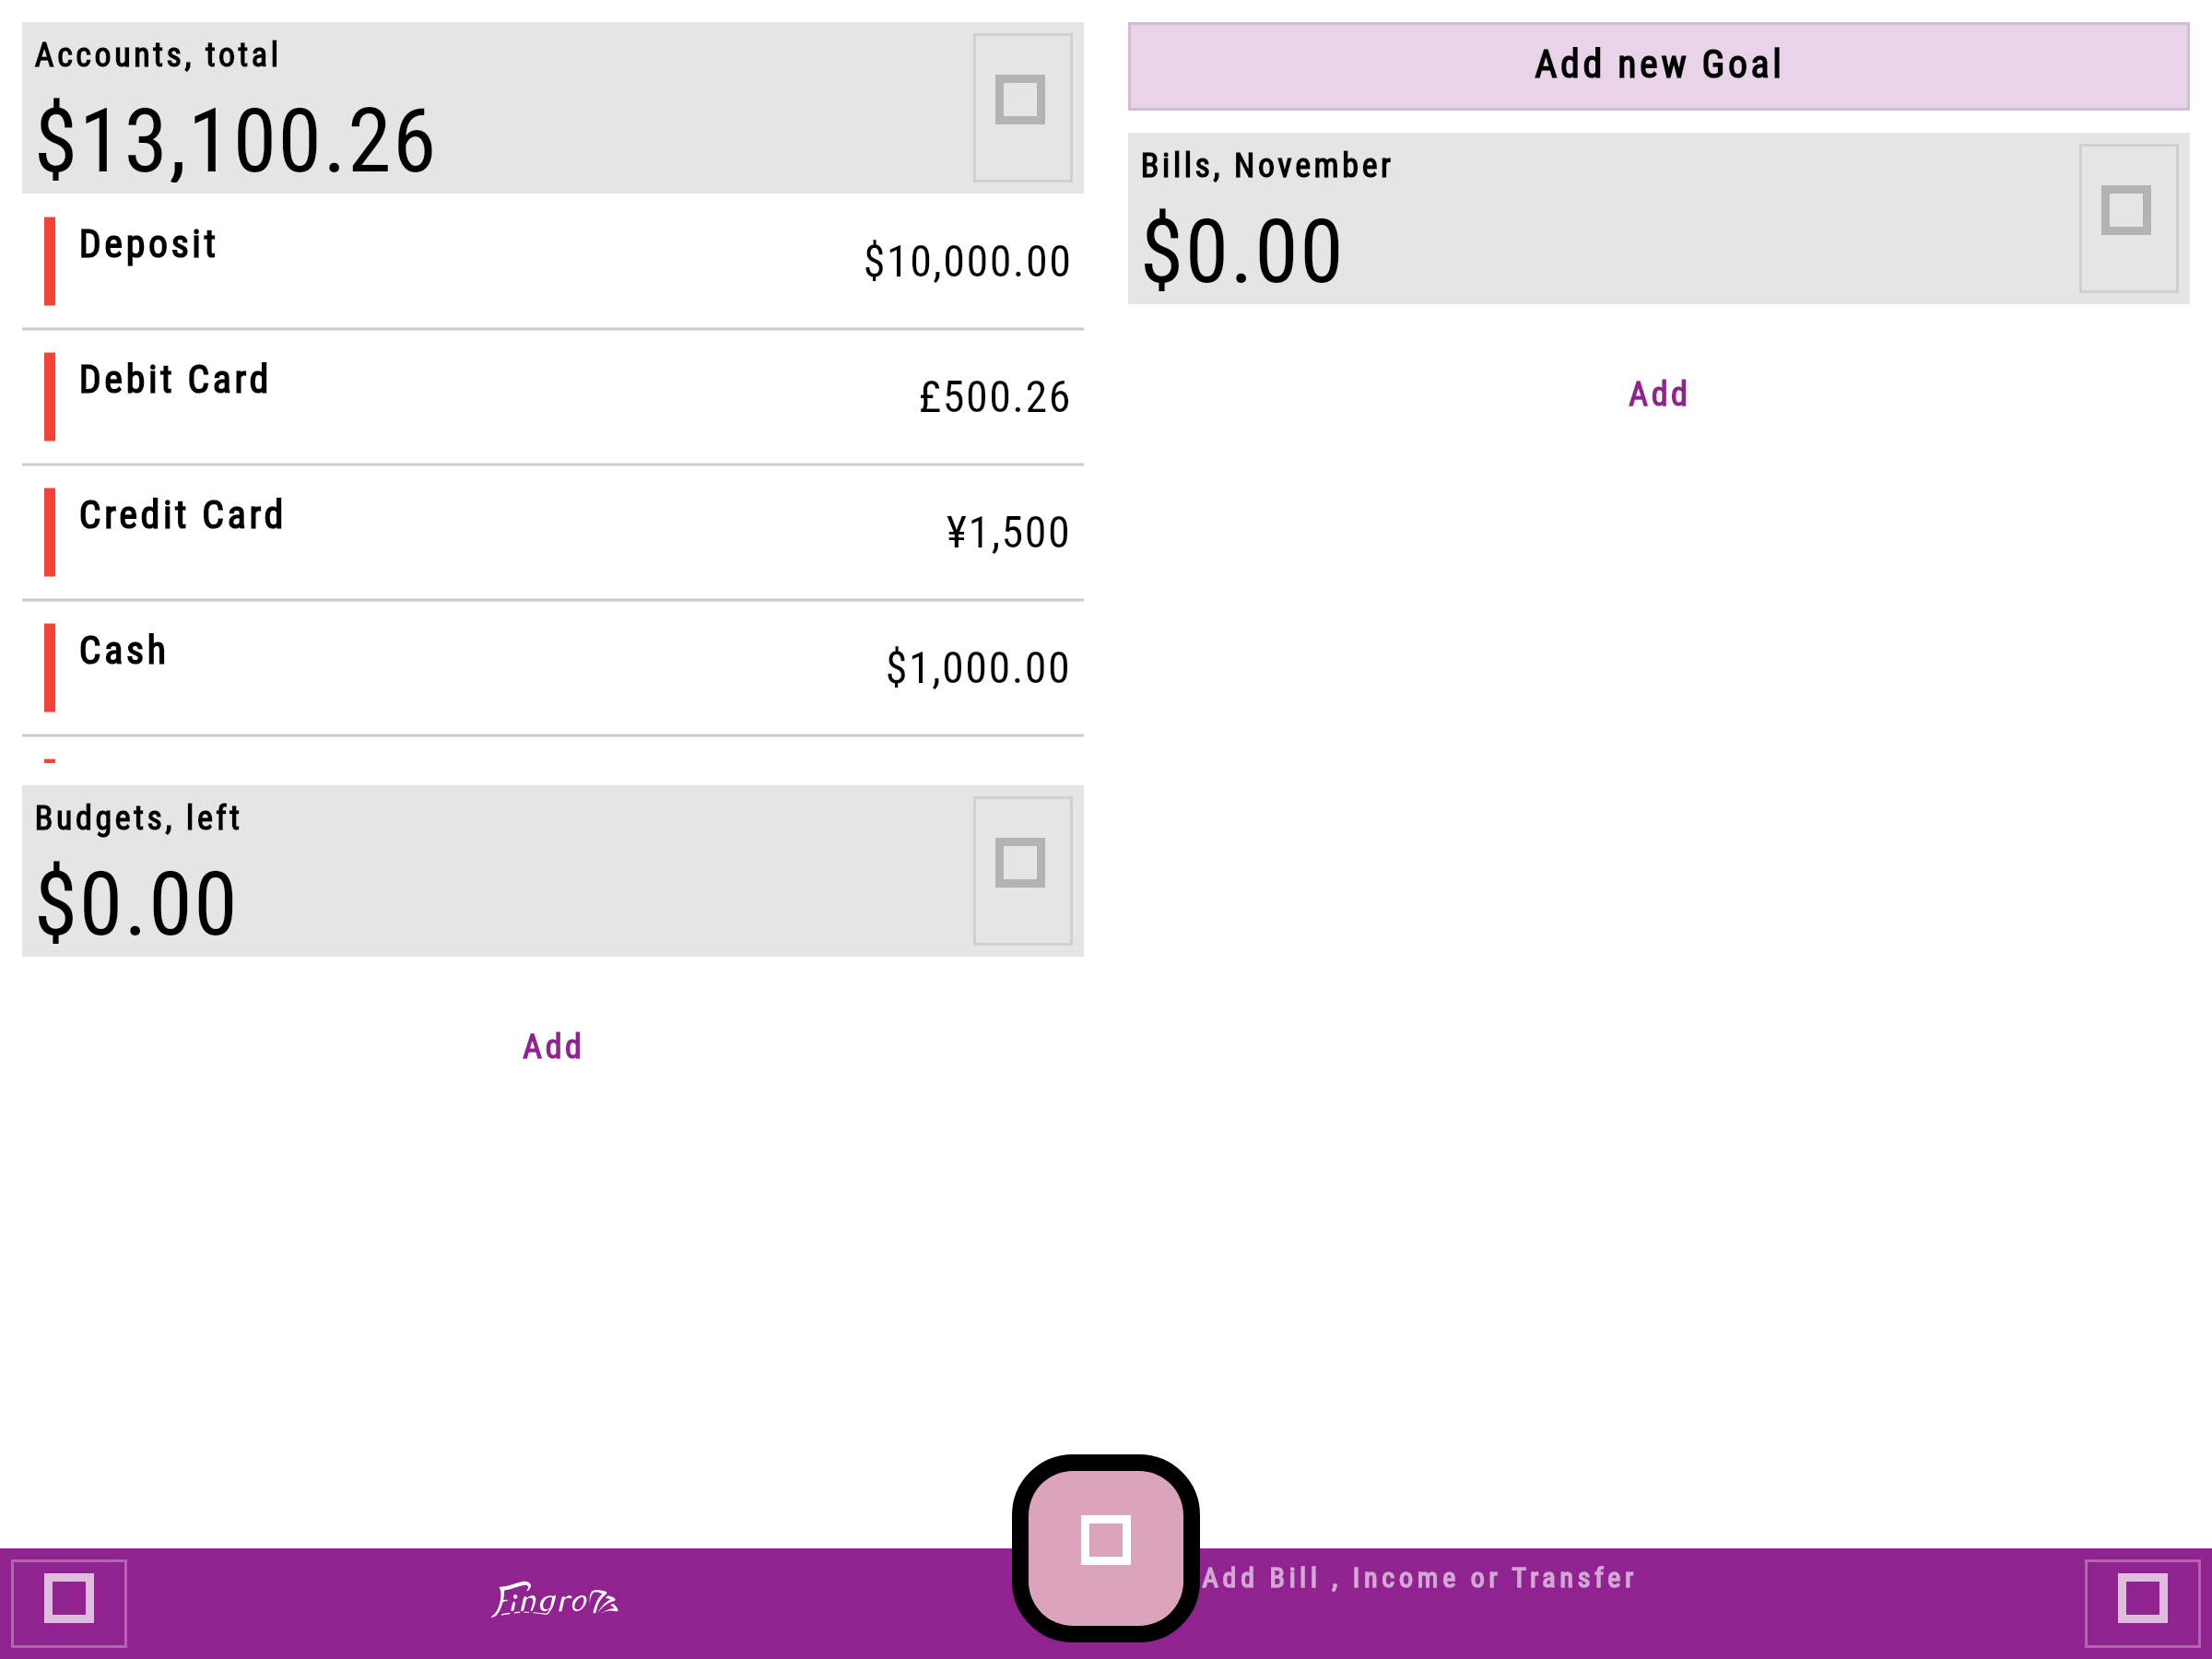 Accounts, total
$13,100.26
Deposit
$10,000.00
Debit Card
£500.26
Credit Card
¥1,500
Cash
$1,000.00
Budgets, left
$0.00
Add
Add new Goal
Bills, November
$0.00
Add
Fingro
Add Bill , Income or Transfer